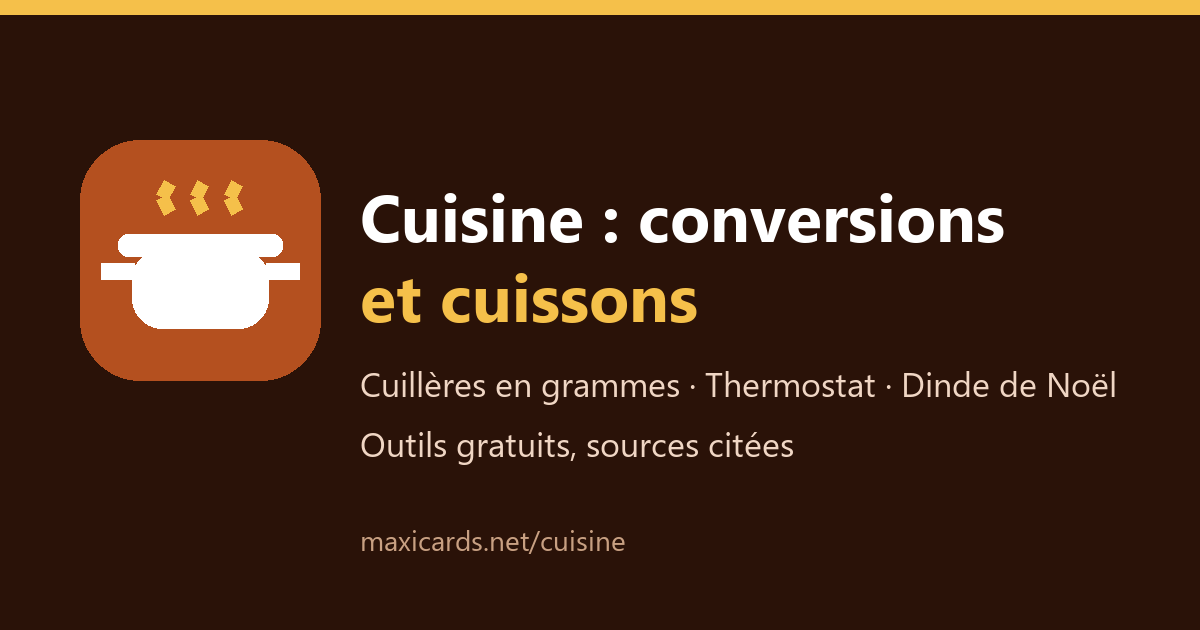 Cuisine : conversions
et cuissons
Cuillères en grammes · Thermostat · Dinde de Noël
Outils gratuits, sources citées
maxicards.net/cuisine